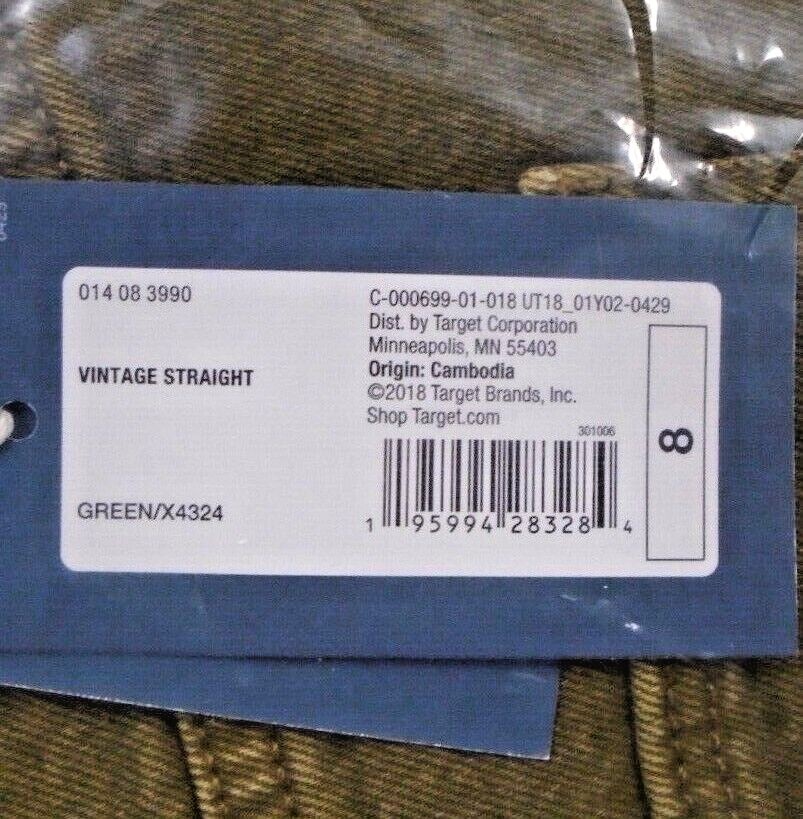 014 08 3990
VINTAGE STRAIGHT
GREEN/X4324
C-000699-01-018 UT18_01Y02-0429
Dist. by Target Corporation
Minneapolis, MN 55403
Origin: Cambodia
©2018 Target Brands, Inc.
Shop Target.com
301006
1 95994 28328 4
8
0429